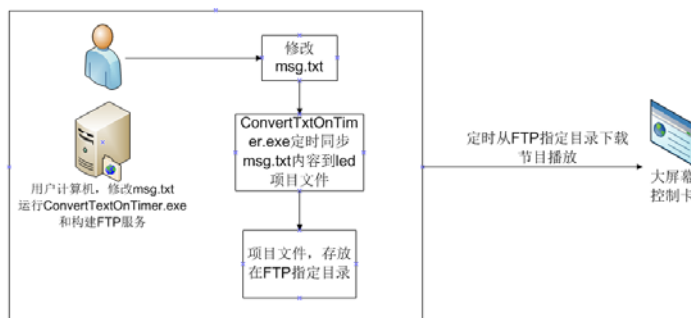 修改
msg.txt
ConvertTxtOnTim
er.exe定时同步
msg.txt内容到led
项目文件
项目文件，存放
在FTP指定目录
用户计算机，修改msg.txt
运行ConvertTextOnTimer.exe
和构建FTP服务
定时从FTP指定目录下载
节目播放
大屏幕
控制卡